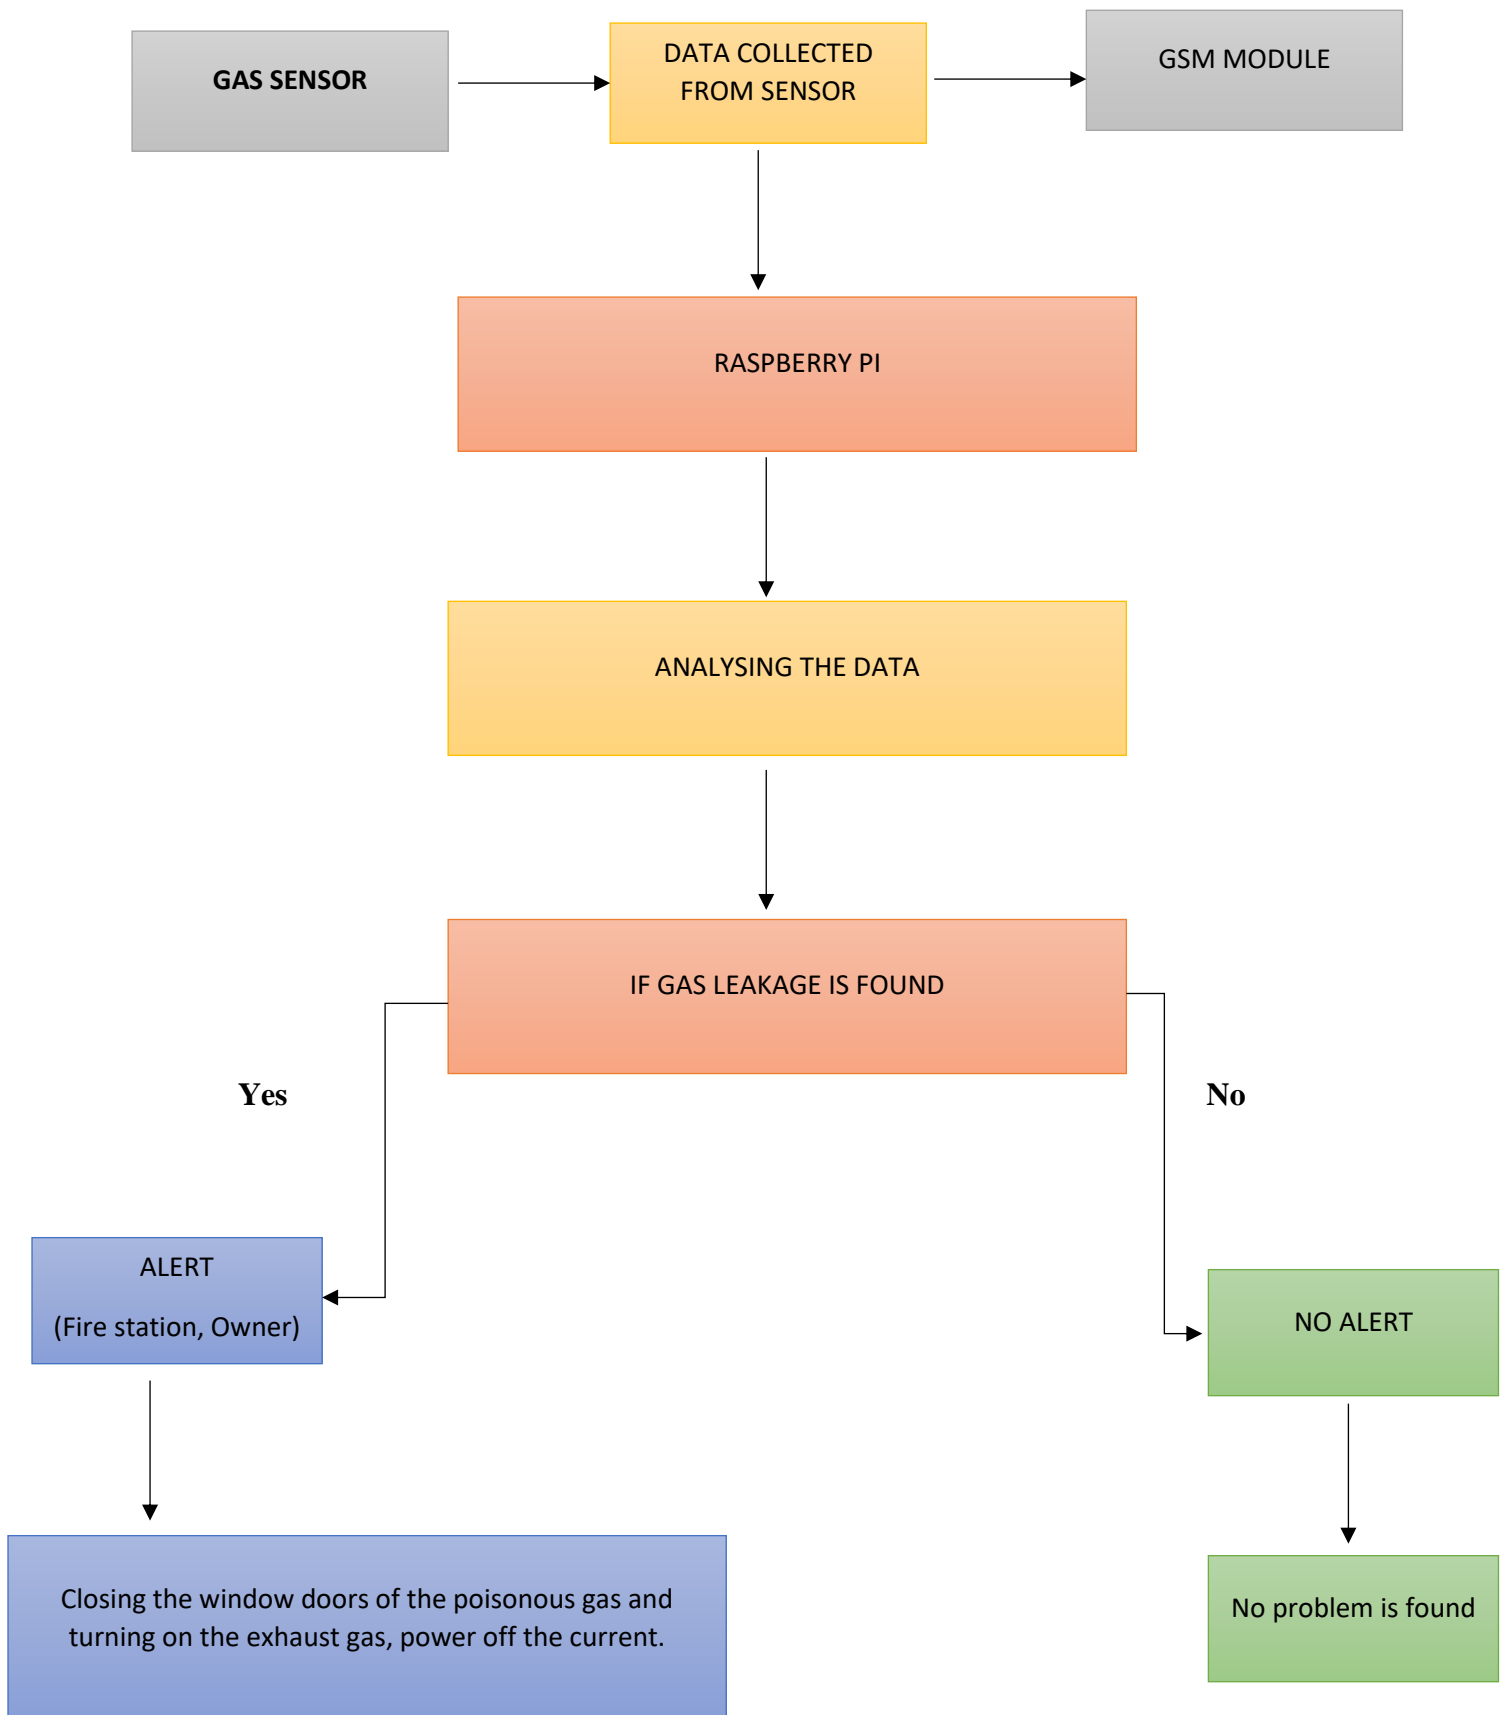 GAS SENSOR
DATA COLLECTED
FROM SENSOR
GSM MODULE
RASPBERRY PI
ANALYSING THE DATA
IF GAS LEAKAGE IS FOUND
Yes
No
ALERT
(Fire station, Owner)
NO ALERT
Closing the window doors of the poisonous gas and
turning on the exhaust gas, power off the current.
No problem is found